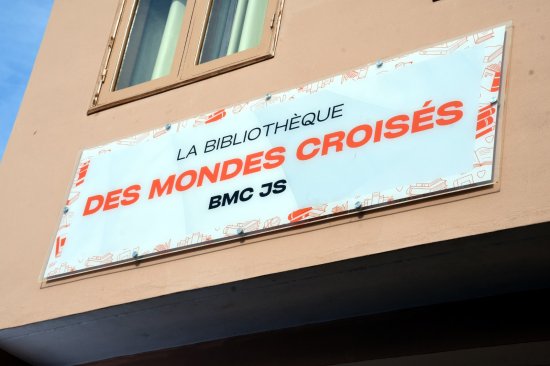 LA BIBLIOTHÈQUE
DES MONDES CROISÉS
BMC JS